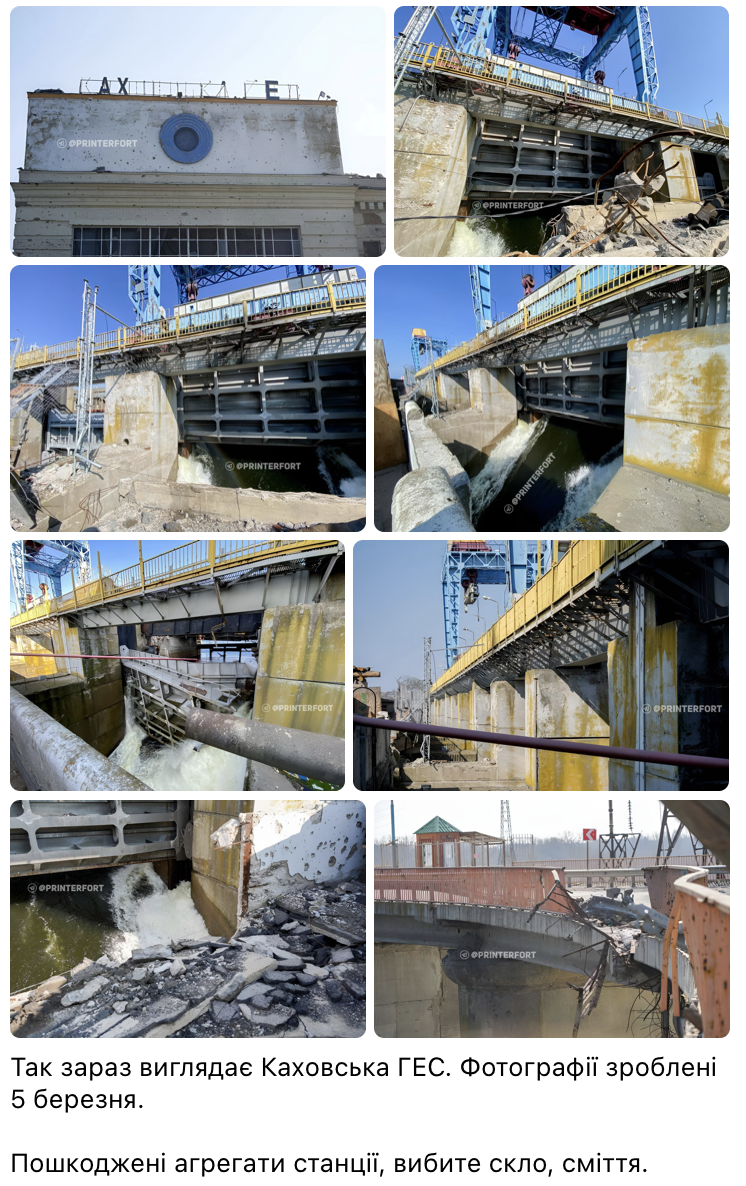 АХ К А Е
@PRINTERFORT
@PRINTERFORT
@PRINTERFORT
@PRINTERFORT
@PRINTERFORT
@PRINTERFORT
@PRINTERFORT
@PRINTERFORT
Так зараз виглядає Каховська ГЕС. Фотографії зроблені
5 березня.
Пошкоджені агрегати станції, вибите скло, сміття.